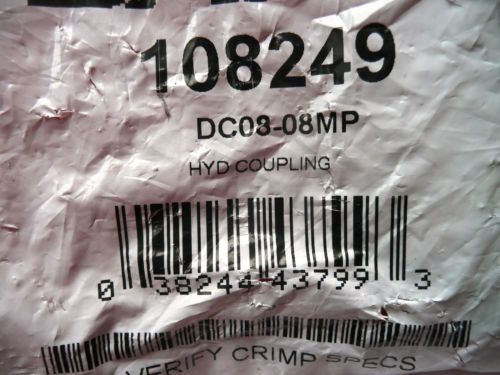 108249
DC08-08MP
HYD COUPLING
0 38244 43799 3
VERIFY CRIMP SPECS